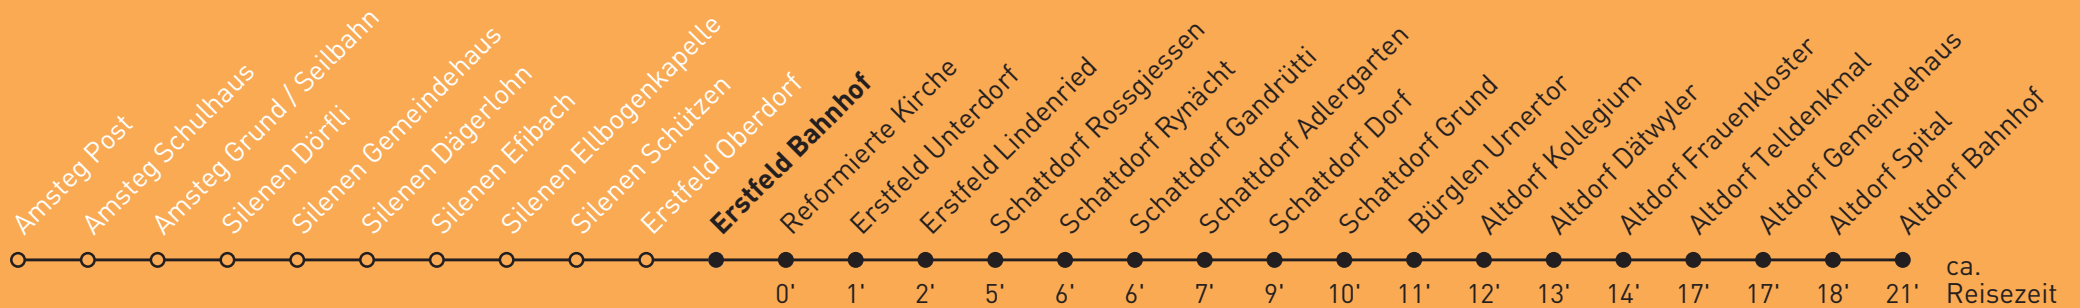 Amsteg Post
Amsteg Schulhaus
Amsteg Grund / Seilbahn
Silenen Dörfli
Silenen Gemeindehaus
Silenen Dägerlohn
Silenen Efibach
Silenen Ellbogenkapelle
Silenen Schützen
Erstfeld Oberdorf
Erstfeld Bahnhof
Reformierte Kirche
Erstfeld Unterdorf
Erstfeld Lindenried
Schattdorf Rossgiessen
Schattdorf Rynächt
Schattdorf Gandrütti
Schattdorf Adlergarten
Schattdorf Dorf
Schattdorf Grund
Bürglen Urnertor
Altdorf Kollegium
Altdorf Dätwyler
Altdorf Frauenkloster
Altdorf Telldenkmal
Altdorf Gemeindehaus
Altdorf Spital
Altdorf Bahnhof
ca.
0' 1' 2' 5' 6' 6' 7' 9' 10' 11' 12' 13' 14' 17' 17' 18' 21' Reisezeit